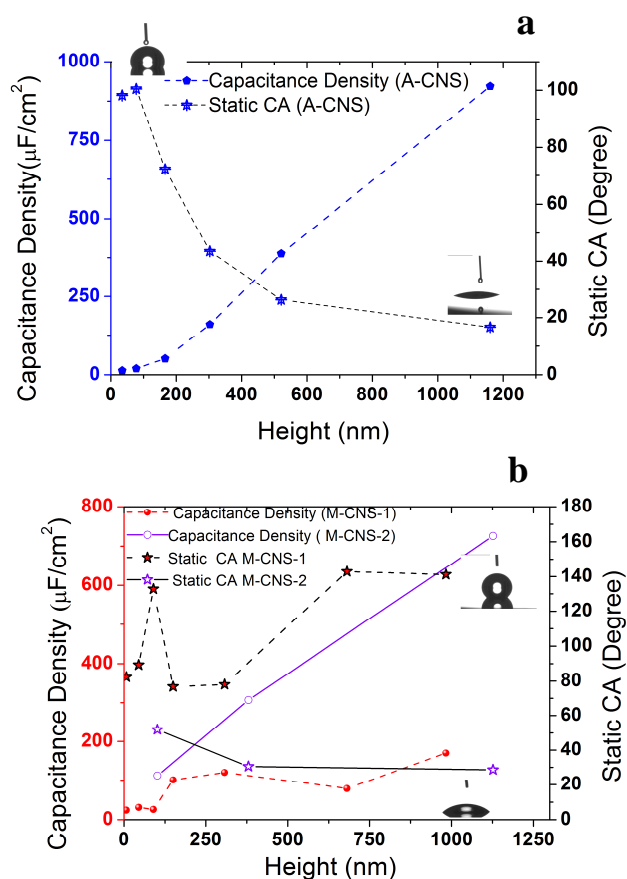 a
1000
750
500
250
0
Capacitance Density(μF/cm²)
Capacitance Density (A-CNS)
Static CA (A-CNS)
100
80
60
40
20
0
Static CA (Degree)
0 200 400 600 800 1000 1200
Height (nm)
b
800
600
400
200
0
Capacitance Density (μF/cm²)
Capacitance Density (M-CNS-1)
Capacitance Density ( M-CNS-2)
Static CA M-CNS-1
Static CA M-CNS-2
180
160
140
120
100
80
60
40
20
0
Static CA (Degree)
0 250 500 750 1000 1250
Height (nm)